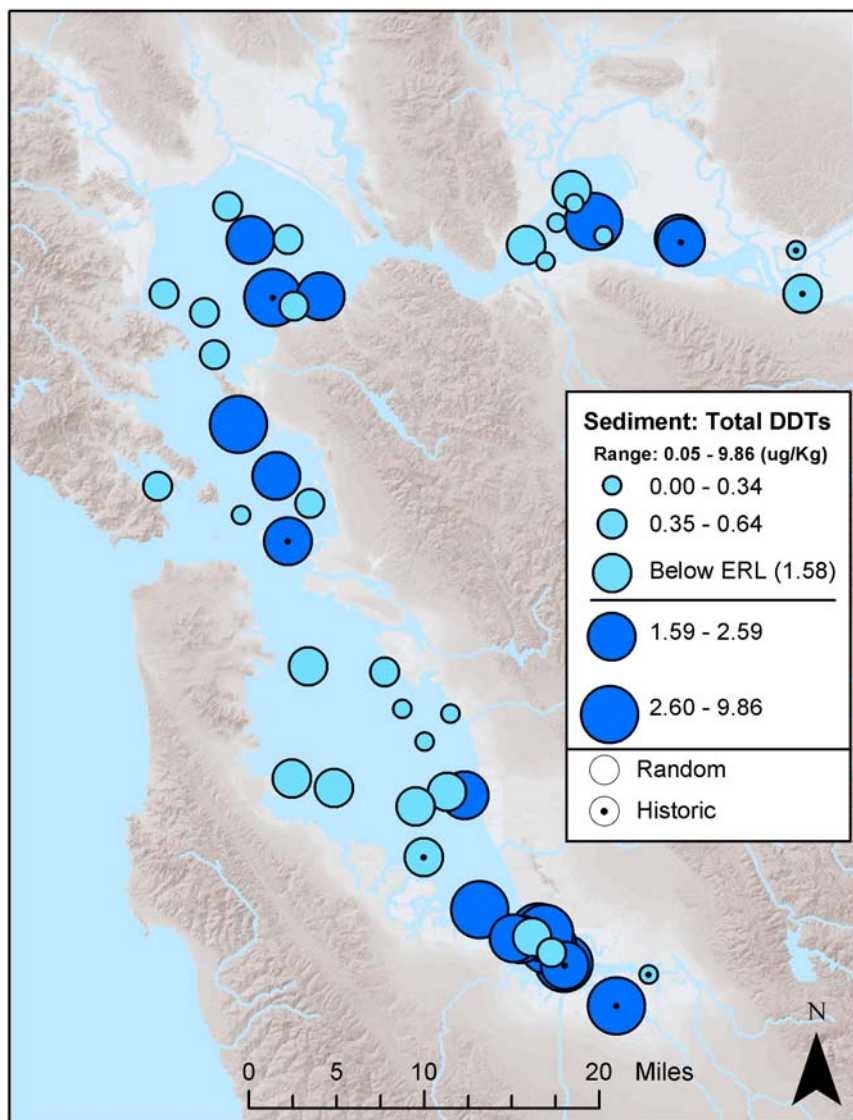 Sediment: Total DDTs
Range: 0.05 - 9.86 (ug/Kg)
0.00 - 0.34
0.35 - 0.64
Below ERL (1.58)
1.59 - 2.59
2.60 - 9.86
Random
Historic
N
0 5 10 20 Miles